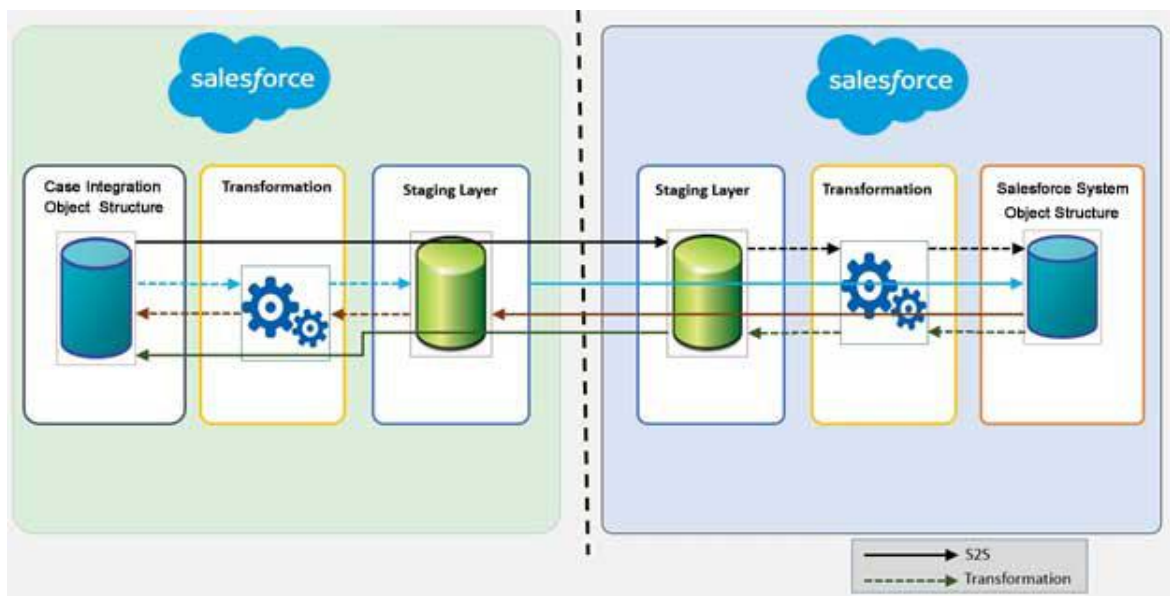 salesforce
salesforce
Case Integration
Object Structure
Transformation
Staging Layer
Staging Layer
Transformation
Salesforce System
Object Structure
S2S
Transformation